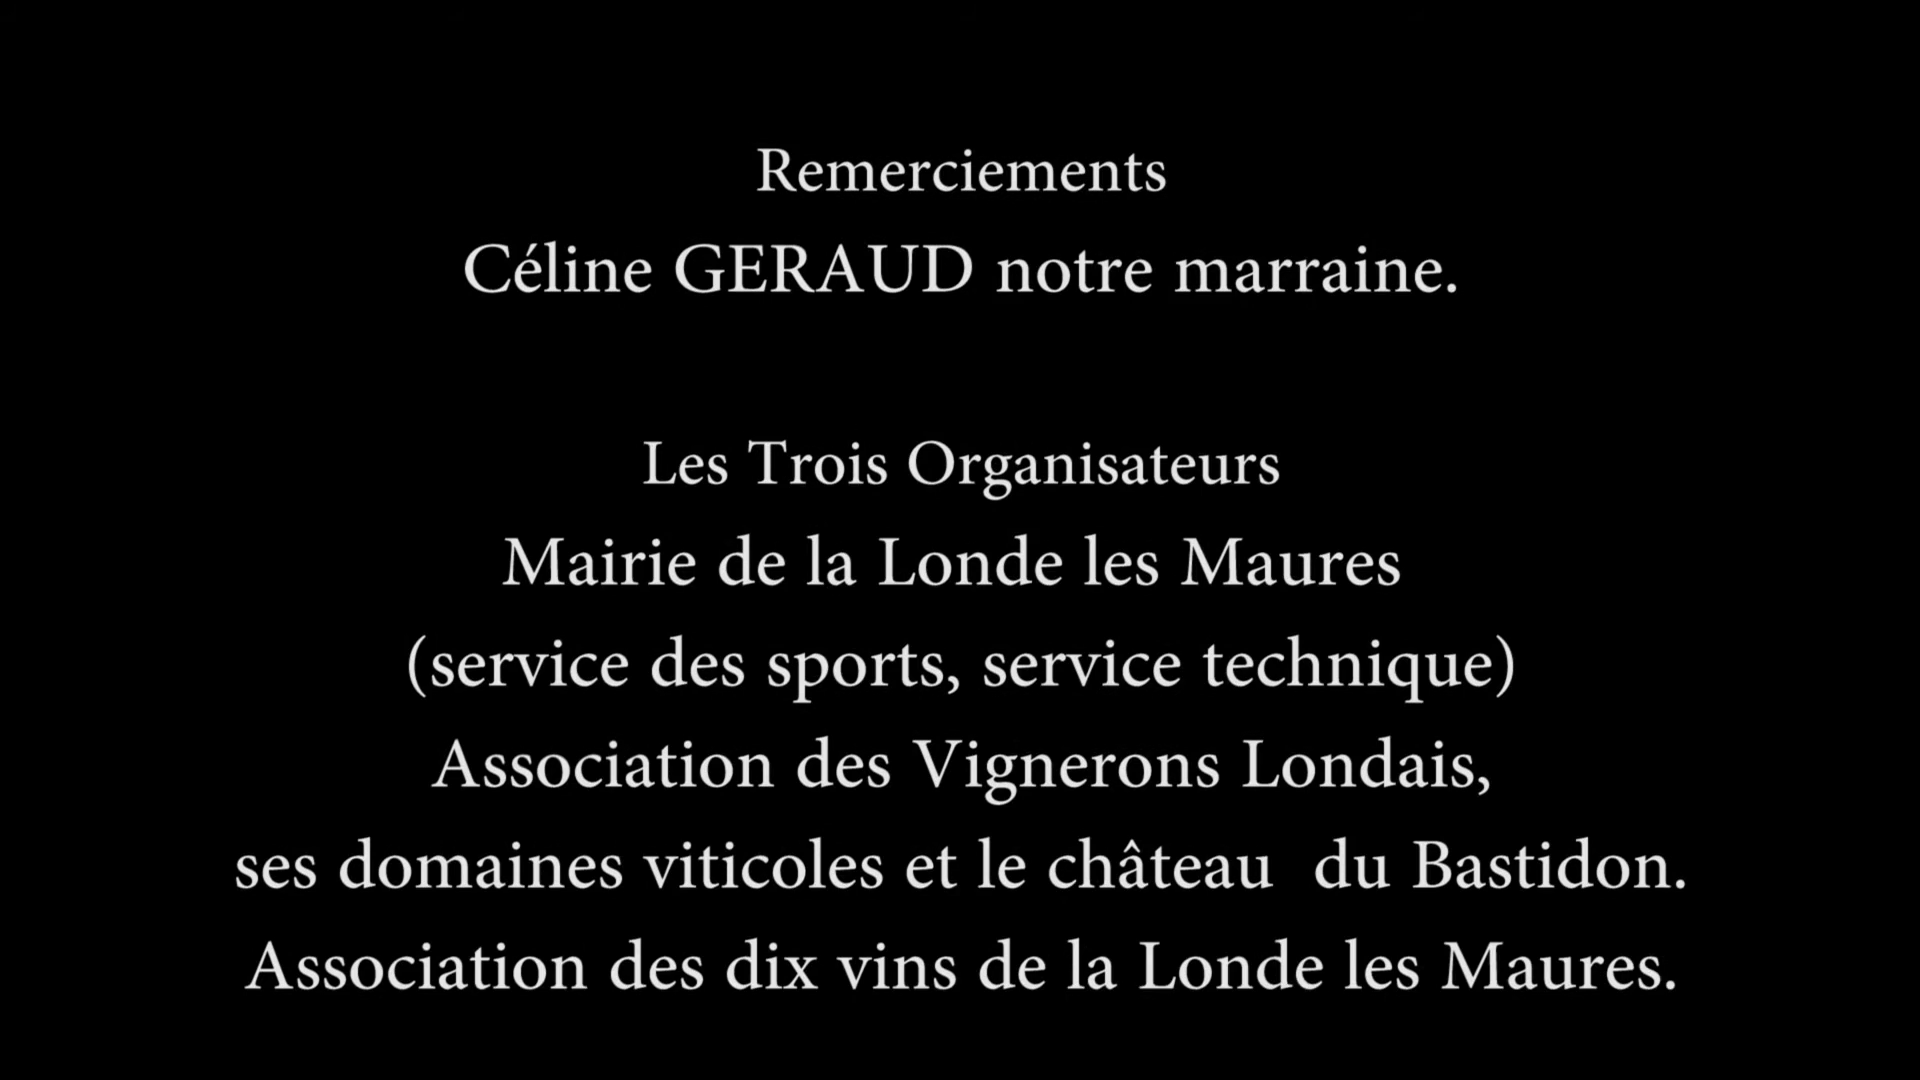 Remerciements
Céline GERAUD notre marraine.
Les Trois Organisateurs
Mairie de la Londe les Maures
(service des sports, service technique)
Association des Vignerons Londais,
ses domaines viticoles et le château  du Bastidon.
Association des dix vins de la Londe les Maures.